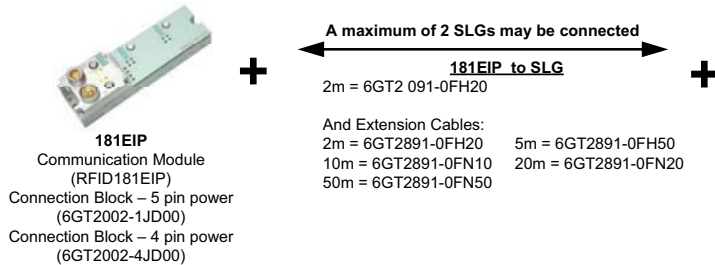 A maximum of 2 SLGs may be connected
181EIP to SLG
2m = 6GT2 091-0FH20
And Extension Cables:
2m = 6GT2891-0FH20 5m = 6GT2891-0FH50
10m = 6GT2891-0FN10 20m = 6GT2891-0FN20
50m = 6GT2891-0FN50
181EIP
Communication Module
(RFID181EIP)
Connection Block – 5 pin power
(6GT2002-1JD00)
Connection Block – 4 pin power
(6GT2002-4JD00)